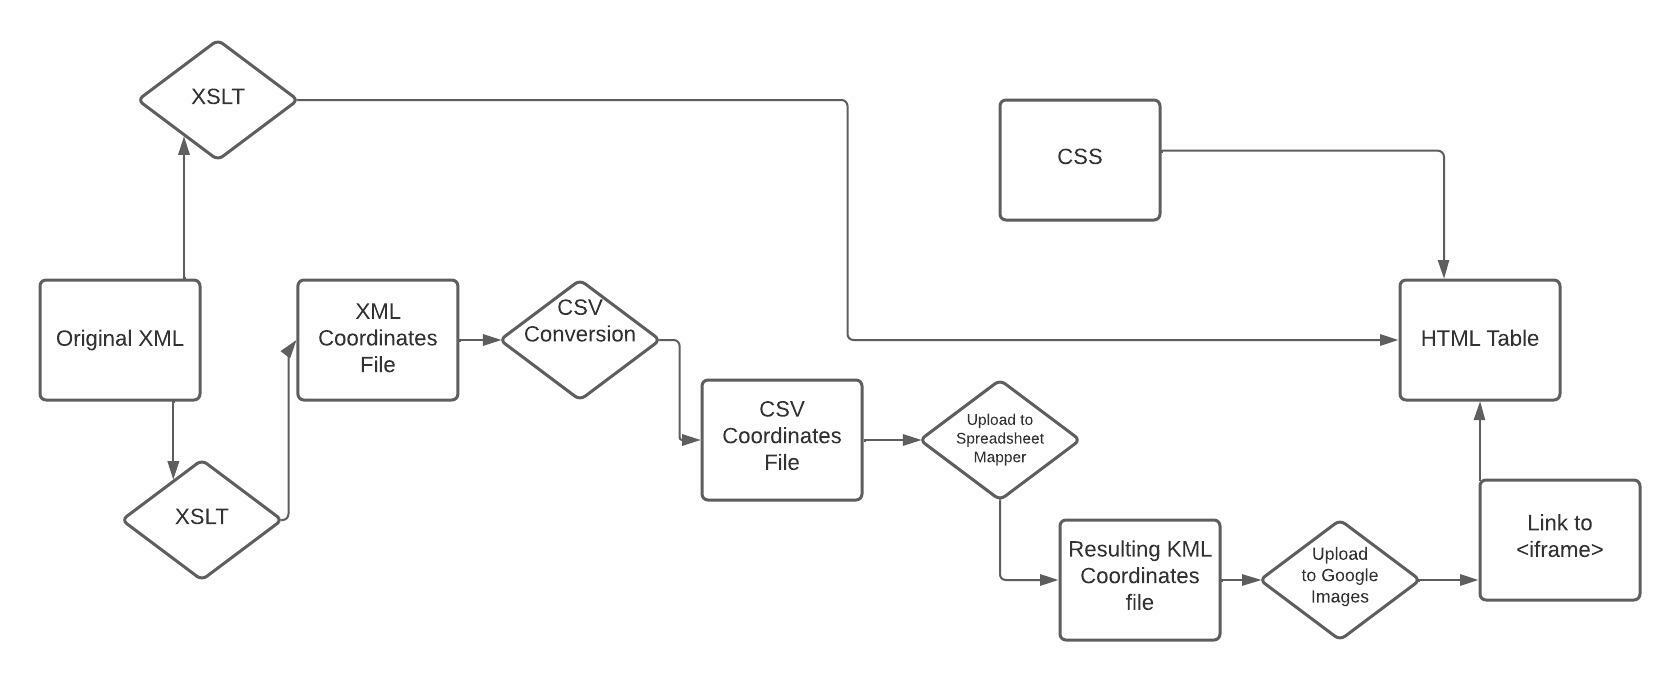 XSLT
CSS
Original XML
XML
Coordinates
File
CSV
Conversion
HTML Table
CSV
Coordinates
File
Upload to
Spreadsheet
Mapper
XSLT
Resulting KML
Coordinates
file
Upload
to Google
Images
Link to
<iframe>